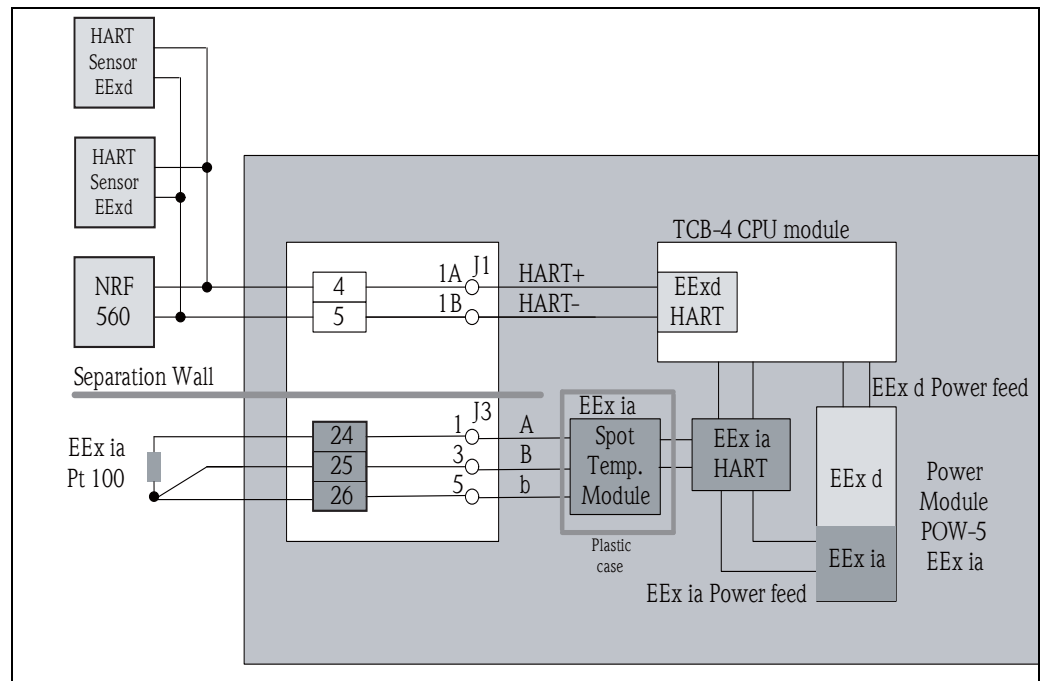 HART
Sensor
EExd
HART
Sensor
EExd
NRF
560
4
5
1A
J1
1B
HART+
HART-
TCB-4 CPU module
EExd
HART
Separation Wall
EEx d Power feed
EEx ia
Pt 100
24
25
26
1
J3
3
5
A
B
b
EEx ia
Spot
Temp.
Module
Plastic
case
EEx ia
HART
EEx d
EEx ia
Power
Module
POW-5
EEx ia
EEx ia Power feed